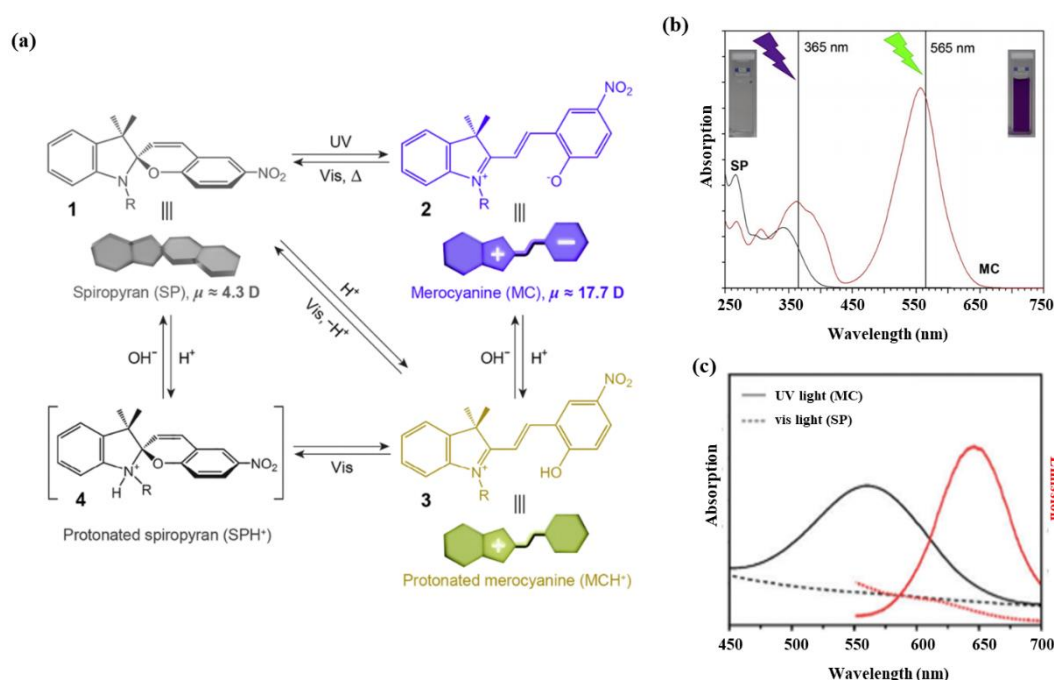 (a)
NO₂
UV
Vis, Δ
N
R
O
NO₂
1
N⁺
R
⁻O
2
Spiropyran (SP), μ ≈ 4.3 D
+
−
Merocyanine (MC), μ ≈ 17.7 D
H⁺
Vis, −H⁺
OH⁻
H⁺
OH⁻
H⁺
NO₂
N⁺
H
R
O
NO₂
4
Vis
N⁺
R
HO
3
Protonated spiropyran (SPH⁺)
+
Protonated merocyanine (MCH⁺)
(b)
365 nm
565 nm
Absorption
SP
MC
250 350 450 550 650 750
Wavelength (nm)
(c)
UV light (MC)
vis light (SP)
Absorption
450 500 550 600 650 700
Wavelength (nm)